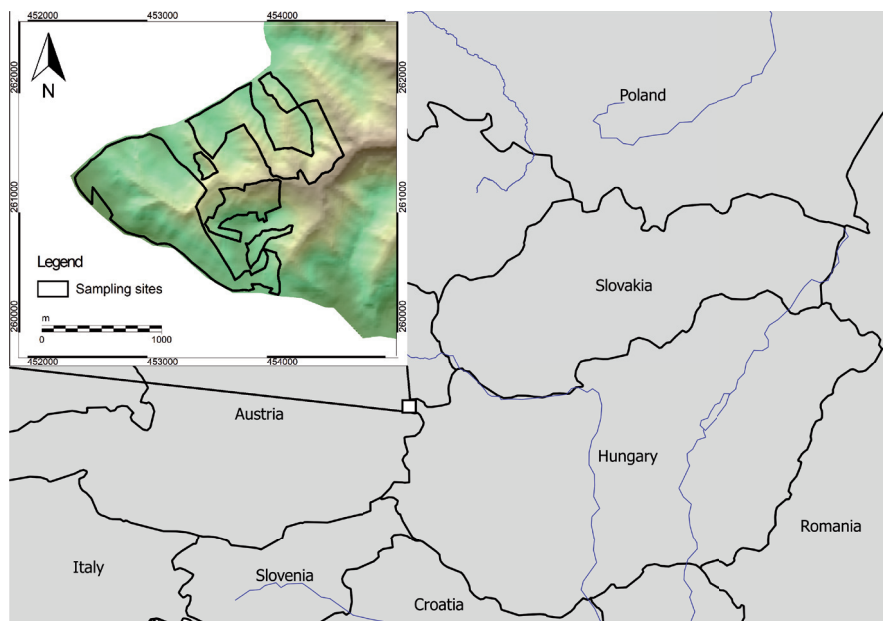 452000
453000
454000
262000
262000
N
261000
261000
Legend
Sampling sites
m
0
1000
260000
260000
452000
453000
454000
Poland
Slovakia
Austria
Hungary
Romania
Italy
Slovenia
Croatia